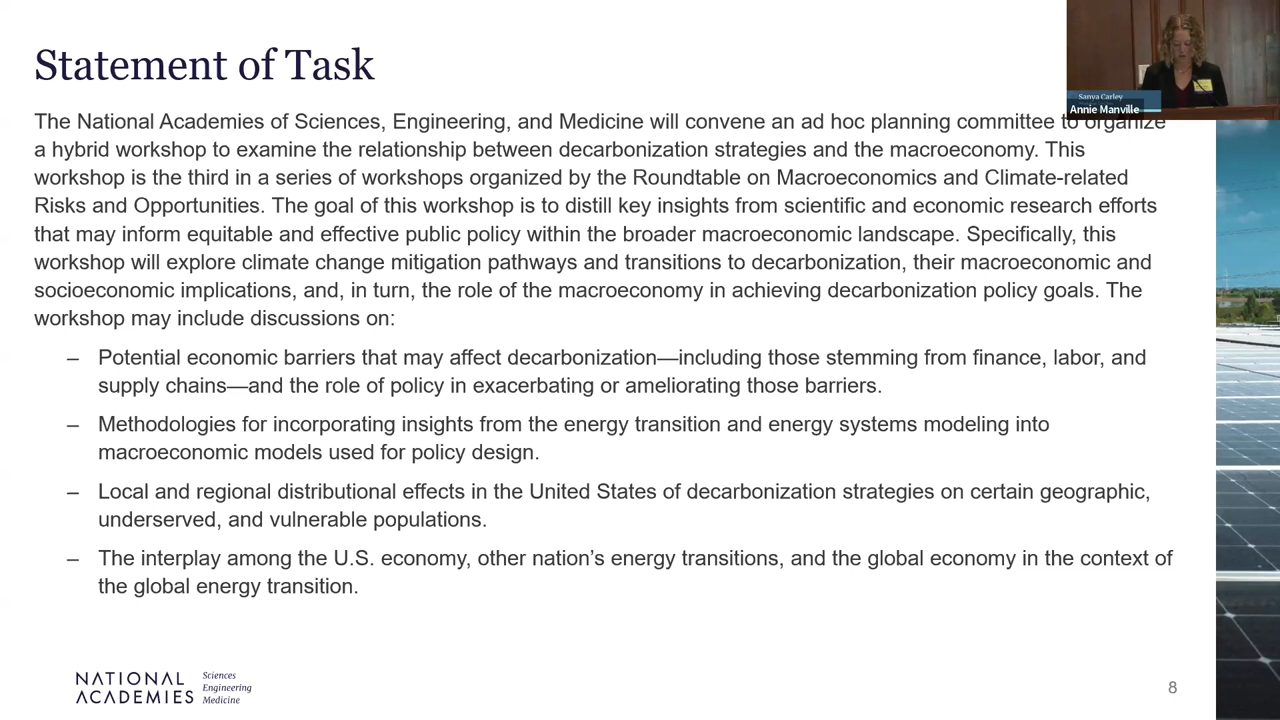 Statement of Task
Sanya Carley
Annie Manville
The National Academies of Sciences, Engineering, and Medicine will convene an ad hoc planning committee to organize
a hybrid workshop to examine the relationship between decarbonization strategies and the macroeconomy. This
workshop is the third in a series of workshops organized by the Roundtable on Macroeconomics and Climate-related
Risks and Opportunities. The goal of this workshop is to distill key insights from scientific and economic research efforts
that may inform equitable and effective public policy within the broader macroeconomic landscape. Specifically, this
workshop will explore climate change mitigation pathways and transitions to decarbonization, their macroeconomic and
socioeconomic implications, and, in turn, the role of the macroeconomy in achieving decarbonization policy goals. The
workshop may include discussions on:
– Potential economic barriers that may affect decarbonization—including those stemming from finance, labor, and
supply chains—and the role of policy in exacerbating or ameliorating those barriers.
– Methodologies for incorporating insights from the energy transition and energy systems modeling into
macroeconomic models used for policy design.
– Local and regional distributional effects in the United States of decarbonization strategies on certain geographic,
underserved, and vulnerable populations.
– The interplay among the U.S. economy, other nation’s energy transitions, and the global economy in the context of
the global energy transition.
NATIONAL
ACADEMIES
Sciences
Engineering
Medicine
8